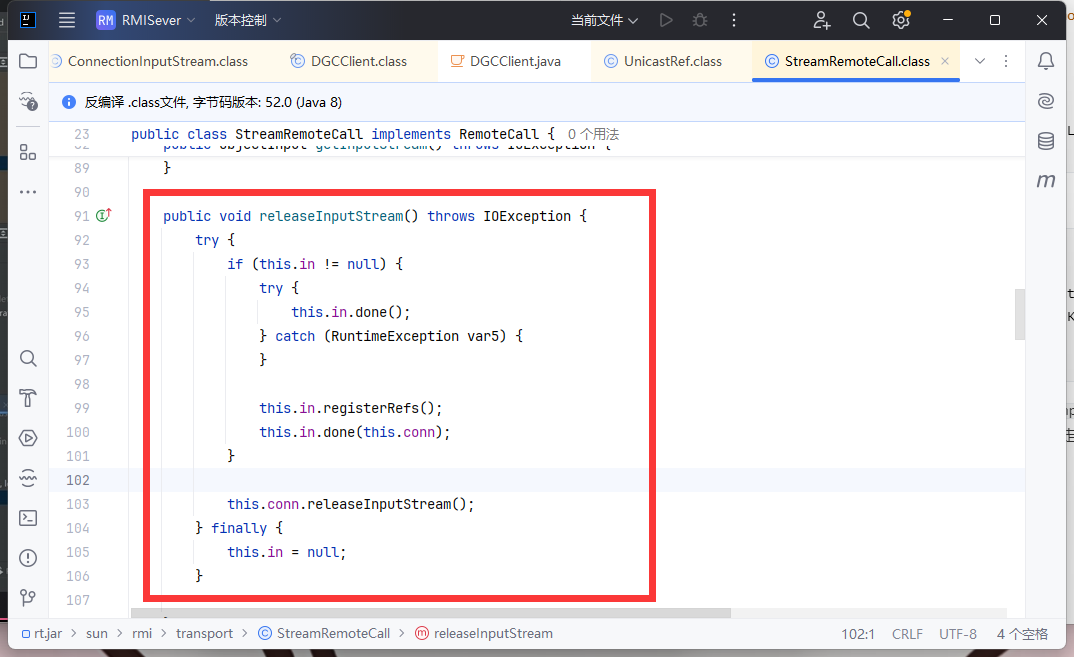 RM RMISever 版本控制 当前文件
ConnectionInputStream.class DGCClient.class DGCClient.java UnicastRef.class StreamRemoteCall.class
反编译 .class文件, 字节码版本: 52.0 (Java 8)
23 public class StreamRemoteCall implements RemoteCall { 0 个用法
82 public ObjectInput getInputStream() throws IOException {
89 }
90
91 public void releaseInputStream() throws IOException {
92 try {
93 if (this.in != null) {
94 try {
95 this.in.done();
96 } catch (RuntimeException var5) {
97 }
98
99 this.in.registerRefs();
100 this.in.done(this.conn);
101 }
102
103 this.conn.releaseInputStream();
104 } finally {
105 this.in = null;
106 }
107
rt.jar > sun > rmi > transport > StreamRemoteCall > releaseInputStream 102:1 CRLF UTF-8 4 个空格